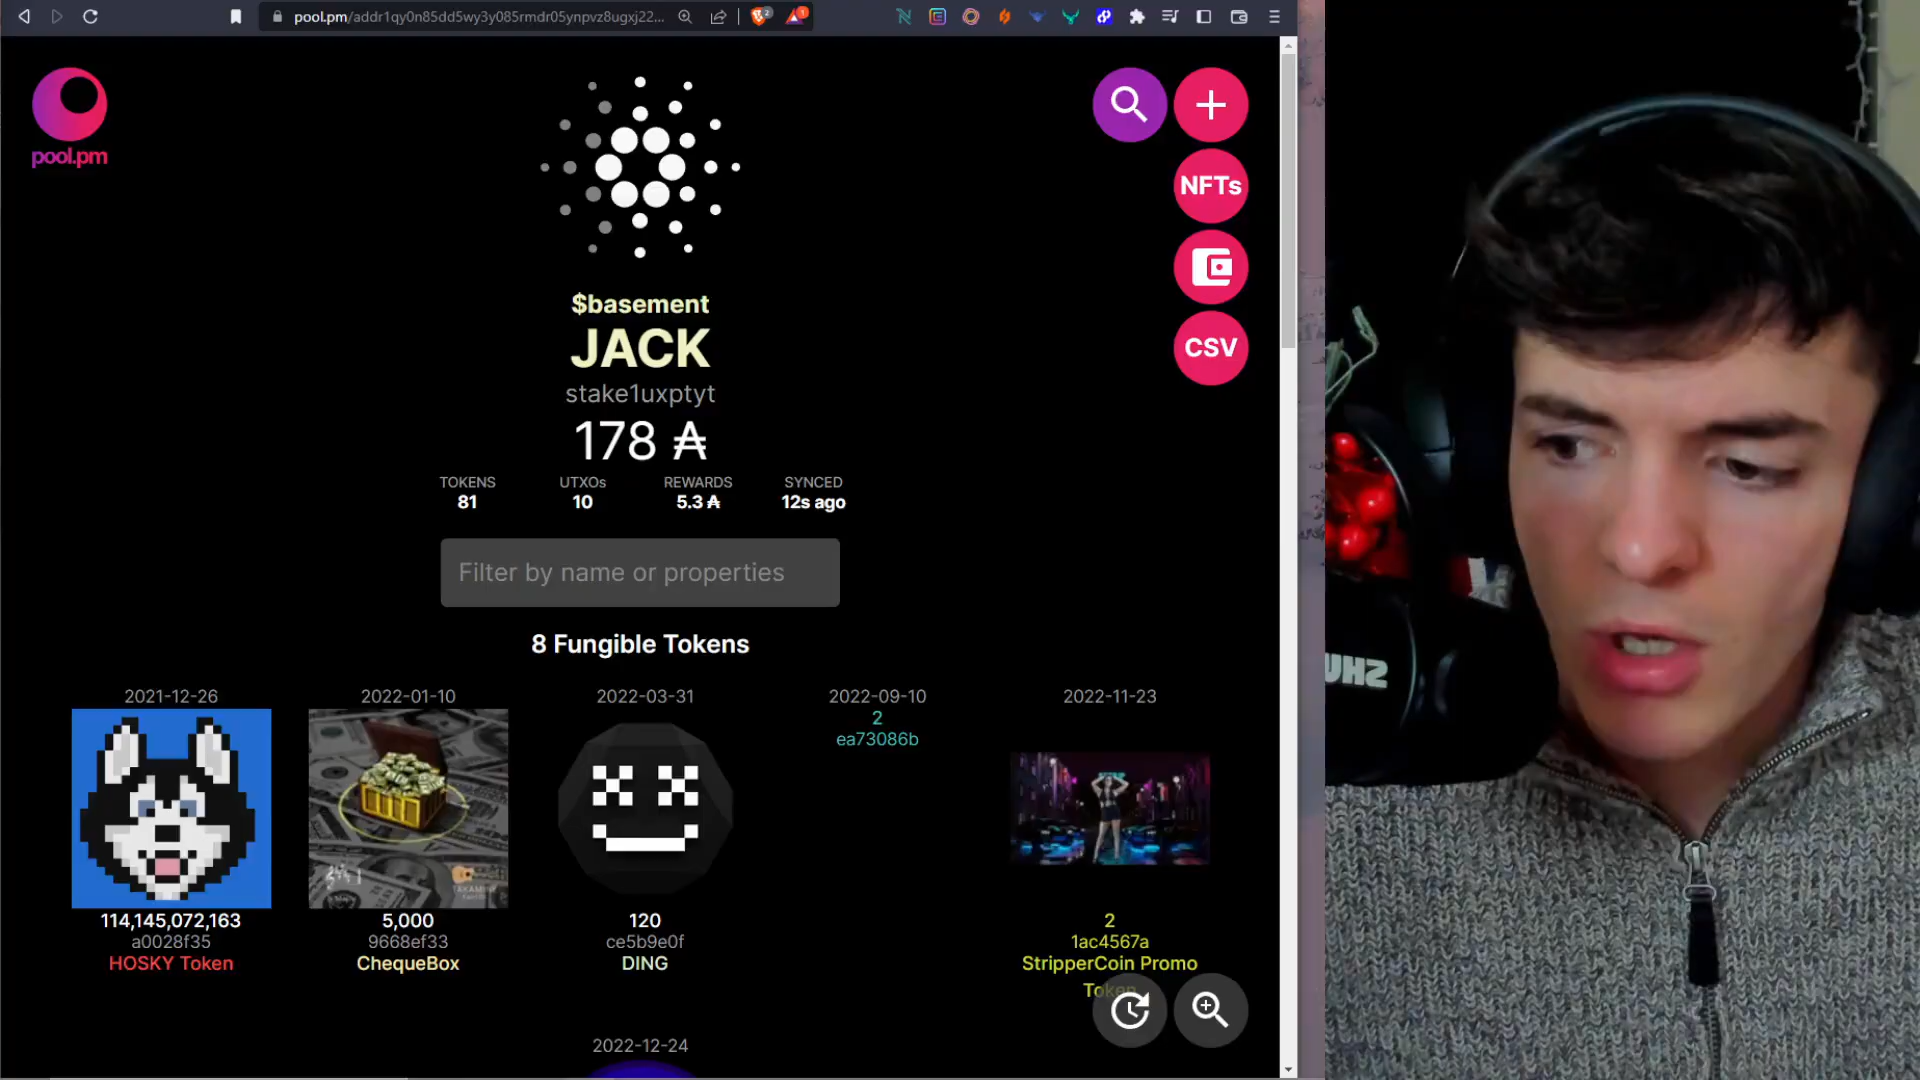 pool.pm/addr1qy0n85dd5wy3y085rmdr05ynpvz8ugxj22...
2
1
pool.pm
NFTs
CSV
$basement
JACK
stake1uxptyt
178 ₳
TOKENS UTXOs REWARDS SYNCED
81 10 5.3 ₳ 12s ago
Filter by name or properties
8 Fungible Tokens
2021-12-26 2022-01-10 2022-03-31 2022-09-10 2022-11-23
2
ea73086b
114,145,072,163 5,000 120 2
a0028f35 9668ef33 ce5b9e0f 1ac4567a
HOSKY Token ChequeBox DING StripperCoin Promo
Token
2022-12-24
SHU